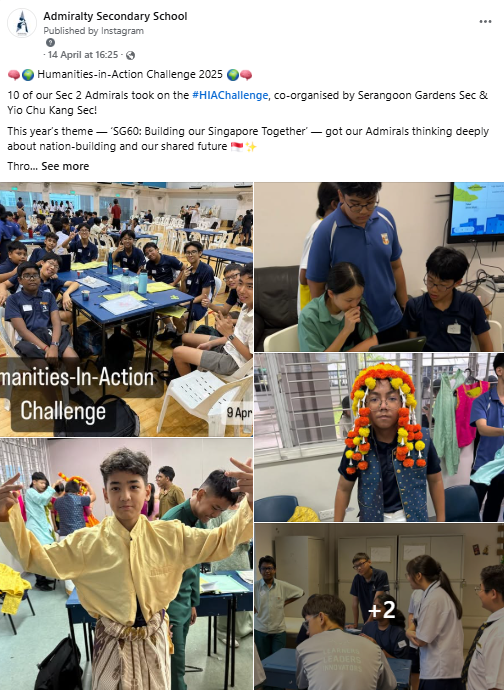 Admiralty Secondary School
Published by Instagram
· 14 April at 16:25 ·
🧠🌍 Humanities-in-Action Challenge 2025 🌍🧠
10 of our Sec 2 Admirals took on the #HIAChallenge, co-organised by Serangoon Gardens Sec &
Yio Chu Kang Sec!
This year's theme — 'SG60: Building our Singapore Together' — got our Admirals thinking deeply
about nation-building and our shared future 🇸🇬✨
Thro... See more
manities-In-Action
Challenge
9 Apr
+2
LEARNERS
LEADERS